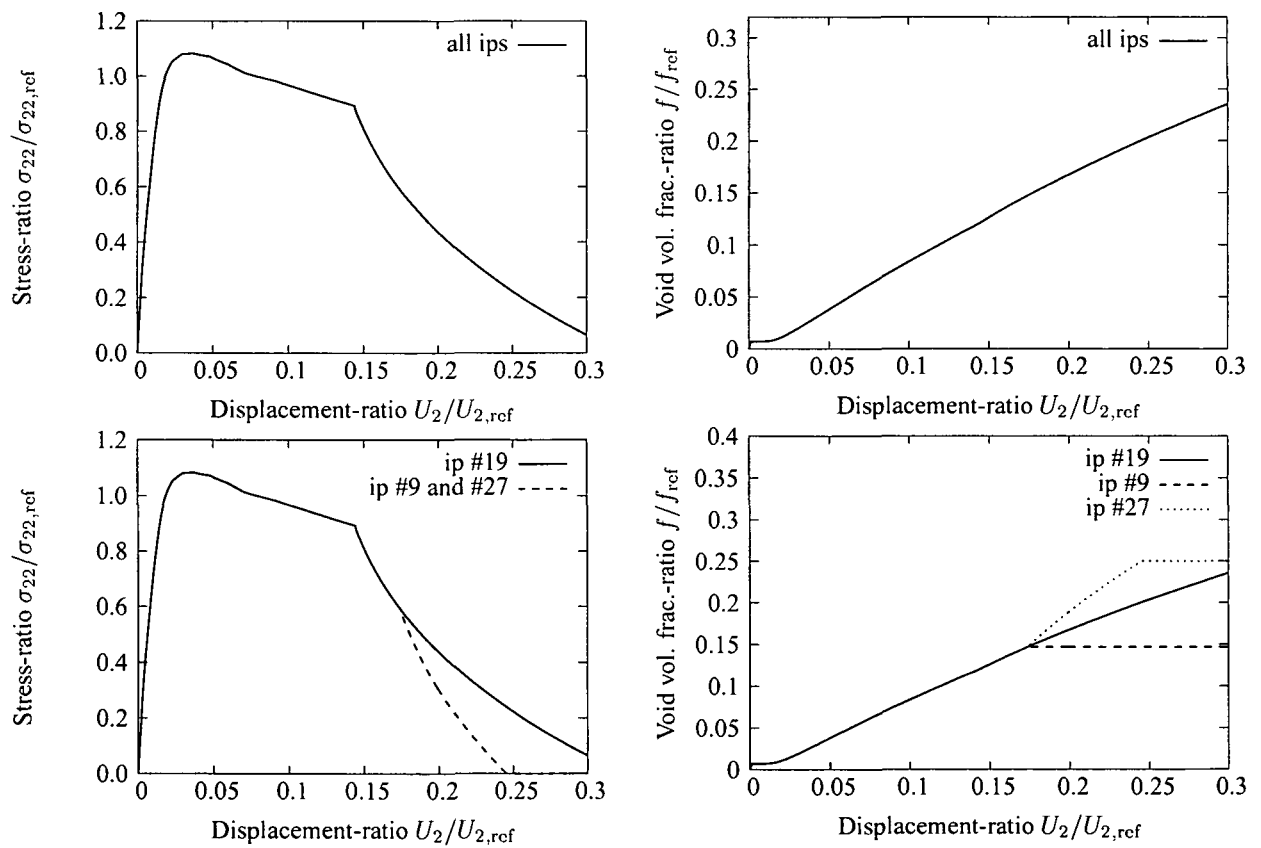 Stress-ratio σ22/σ22,ref
1.2
1.0
0.8
0.6
0.4
0.2
0.0
all ips
0 0.05 0.1 0.15 0.2 0.25 0.3
Displacement-ratio U2/U2,ref
Void vol. frac.-ratio f/fref
0.3
0.25
0.2
0.15
0.1
0.05
0
all ips
0 0.05 0.1 0.15 0.2 0.25 0.3
Displacement-ratio U2/U2,ref
Stress-ratio σ22/σ22,ref
1.2
1.0
0.8
0.6
0.4
0.2
0.0
ip #19
ip #9 and #27
0 0.05 0.1 0.15 0.2 0.25 0.3
Displacement-ratio U2/U2,ref
Void vol. frac.-ratio f/fref
0.4
0.35
0.3
0.25
0.2
0.15
0.1
0.05
0
ip #19
ip #9
ip #27
0 0.05 0.1 0.15 0.2 0.25 0.3
Displacement-ratio U2/U2,ref